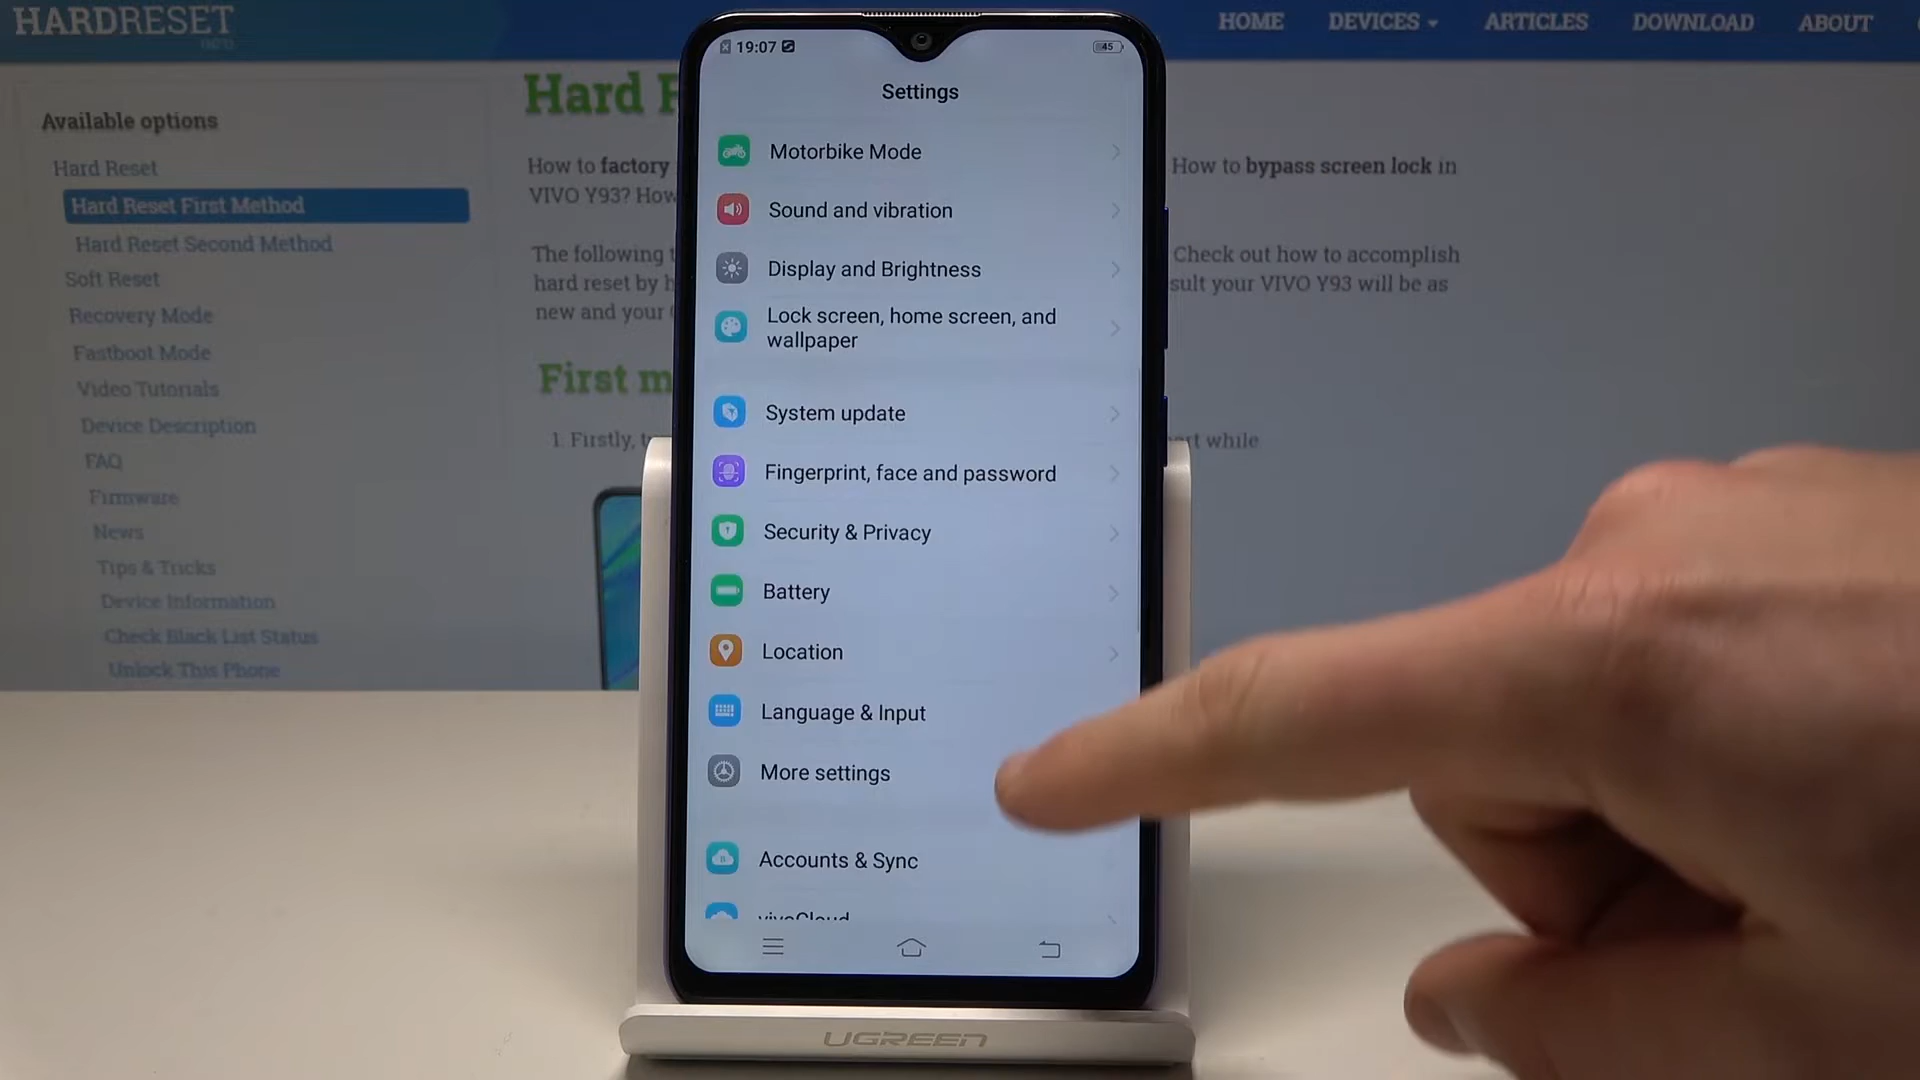 HARDRESET
HOME
DEVICES
ARTICLES
DOWNLOAD
ABOUT
Available options
Hard Reset
Hard Reset First Method
Hard Reset Second Method
Soft Reset
Recovery Mode
Fastboot Mode
Video Tutorials
Device Description
FAQ
Firmware
News
Tips & Tricks
Device Information
Check Black List Status
Unlock This Phone
Hard
How to factory
VIVO Y93? How
The following
hard reset by
new and your
First
1. Firstly,
How to bypass screen lock in
Check out how to accomplish
your VIVO Y93 will be as
while
19:07
45
Settings
Motorbike Mode
Sound and vibration
Display and Brightness
Lock screen, home screen, and
wallpaper
System update
Fingerprint, face and password
Security & Privacy
Battery
Location
Language & Input
More settings
Accounts & Sync
vivoCloud
UGREEN